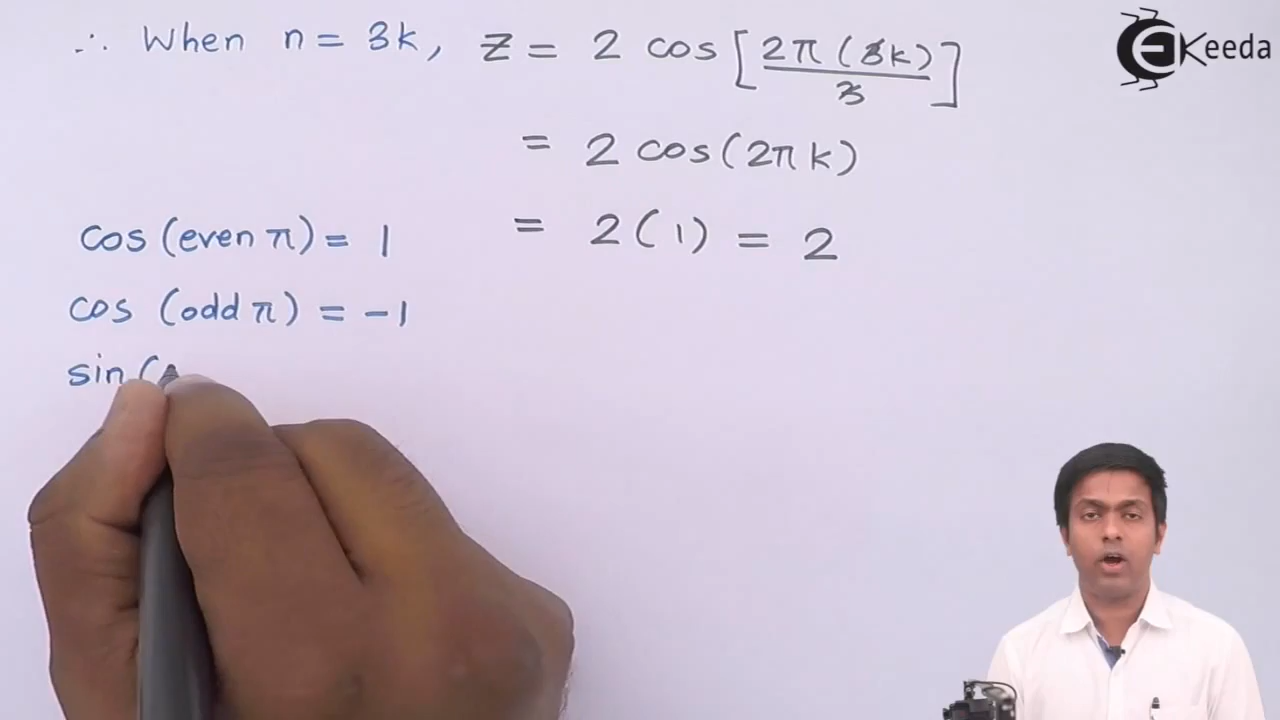 ∴ When n = 3k, Z = 2 cos[2π(3k)/3]
= 2 cos(2πk)
= 2(1) = 2
cos(even π) = 1
cos (odd π) = -1
sin(
Keeda